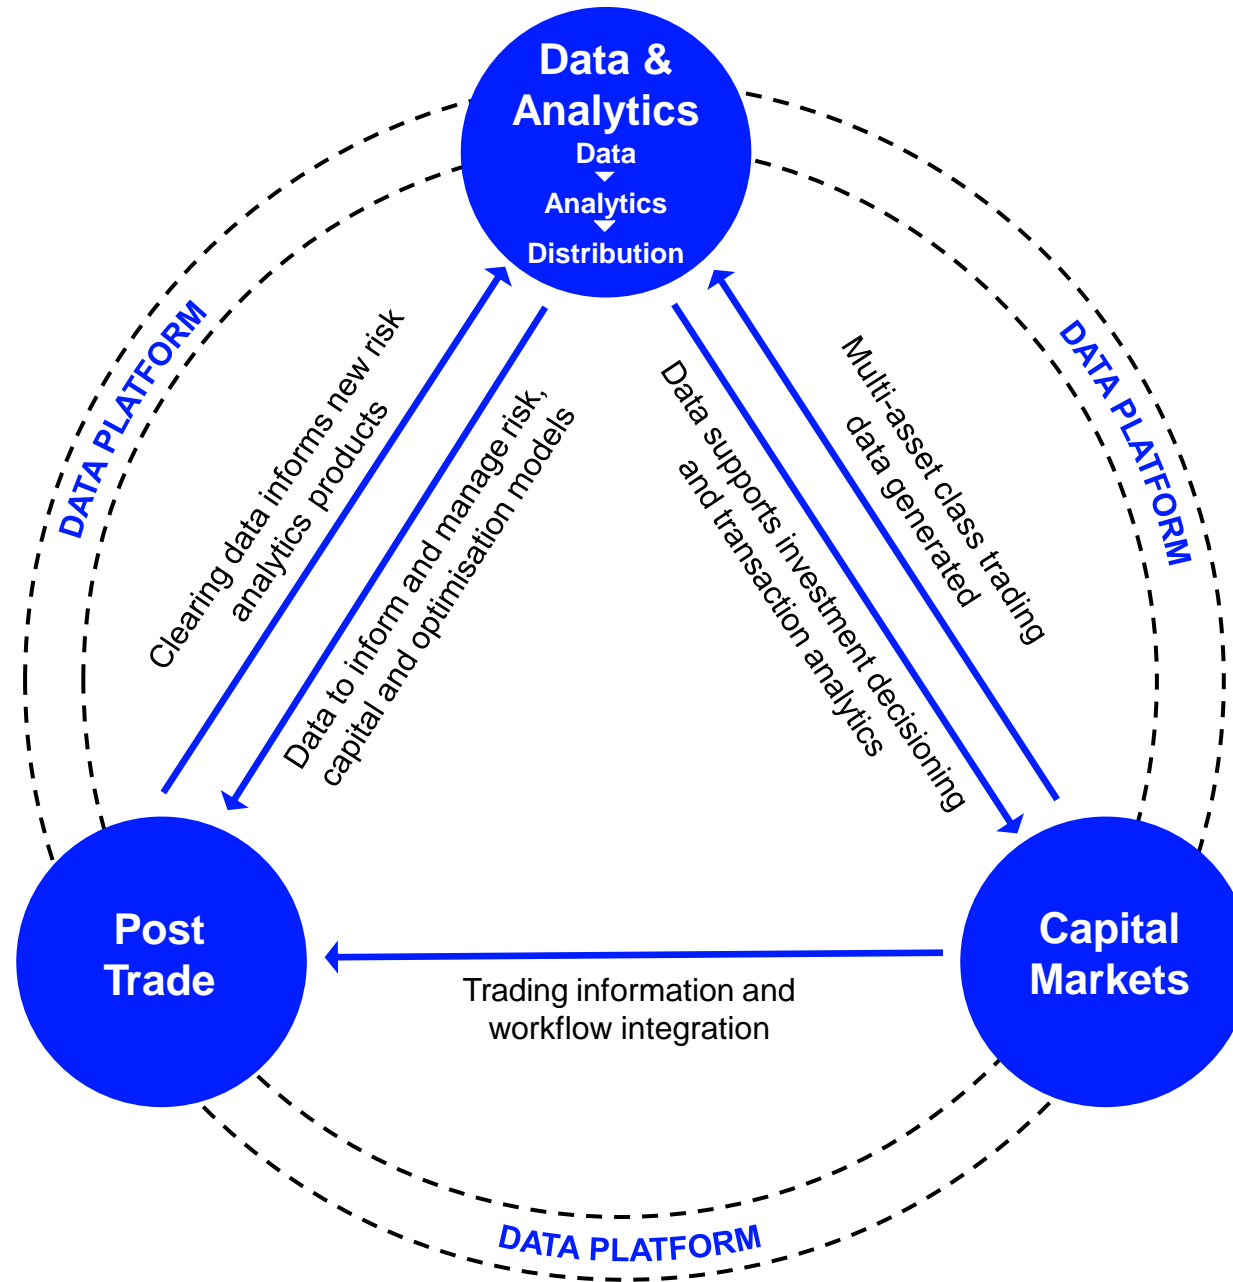 Data &
Analytics
Data
Analytics
Distribution
DATA PLATFORM
DATA PLATFORM
Clearing data informs new risk
analytics products
Data to inform and manage risk,
capital and optimisation models
Data supports investment decisioning
and transaction analytics
Multi-asset class trading
data generated
Post
Trade
Capital
Markets
Trading information and
workflow integration
DATA PLATFORM